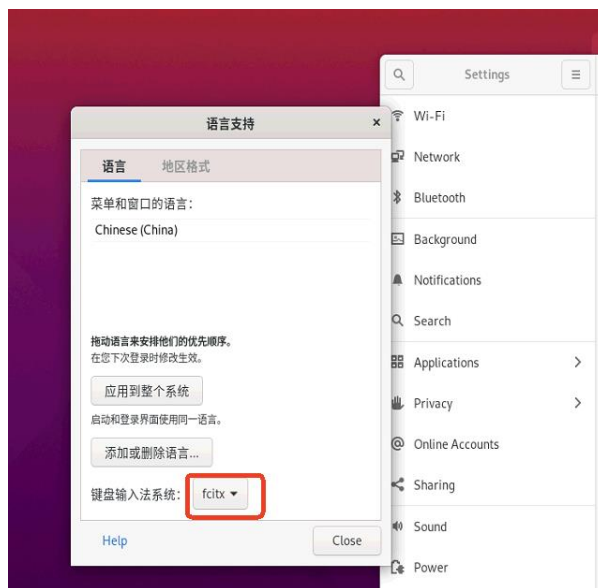 Settings
Wi-Fi
Network
Bluetooth
Background
Notifications
Search
Applications
Privacy
Online Accounts
Sharing
Sound
Power
语言支持
语言
地区格式
菜单和窗口的语言：
Chinese (China)
拖动语言来安排他们的优先顺序。
在您下次登录时修改生效。
应用到整个系统
启动和登录界面使用同一语言。
添加或删除语言...
键盘输入法系统： fcitx
Help
Close